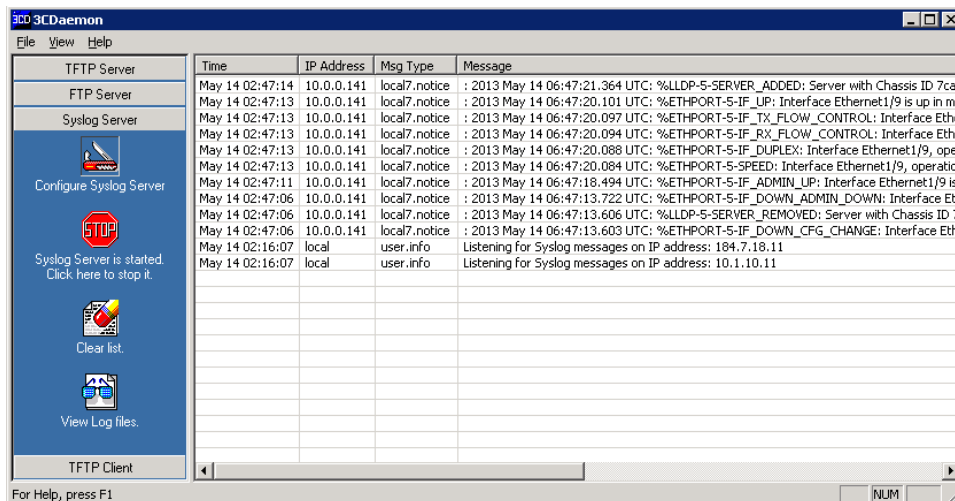 3CD 3CDaemon
File View Help
TFTP Server
FTP Server
Syslog Server
Configure Syslog Server
STOP
Syslog Server is started.
Click here to stop it.
Clear list.
View Log files.
TFTP Client
Time IP Address Msg Type Message
May 14 02:47:14 10.0.0.141 local7.notice : 2013 May 14 06:47:21.364 UTC: %LLDP-5-SERVER_ADDED: Server with Chassis ID 7ca
May 14 02:47:13 10.0.0.141 local7.notice : 2013 May 14 06:47:20.101 UTC: %ETHPORT-5-IF_UP: Interface Ethernet1/9 is up in m
May 14 02:47:13 10.0.0.141 local7.notice : 2013 May 14 06:47:20.097 UTC: %ETHPORT-5-IF_TX_FLOW_CONTROL: Interface Eth
May 14 02:47:13 10.0.0.141 local7.notice : 2013 May 14 06:47:20.094 UTC: %ETHPORT-5-IF_RX_FLOW_CONTROL: Interface Eth
May 14 02:47:13 10.0.0.141 local7.notice : 2013 May 14 06:47:20.088 UTC: %ETHPORT-5-IF_DUPLEX: Interface Ethernet1/9, ope
May 14 02:47:13 10.0.0.141 local7.notice : 2013 May 14 06:47:20.084 UTC: %ETHPORT-5-SPEED: Interface Ethernet1/9, operatio
May 14 02:47:11 10.0.0.141 local7.notice : 2013 May 14 06:47:18.494 UTC: %ETHPORT-5-IF_ADMIN_UP: Interface Ethernet1/9 is
May 14 02:47:06 10.0.0.141 local7.notice : 2013 May 14 06:47:13.722 UTC: %ETHPORT-5-IF_DOWN_ADMIN_DOWN: Interface Et
May 14 02:47:06 10.0.0.141 local7.notice : 2013 May 14 06:47:13.606 UTC: %LLDP-5-SERVER_REMOVED: Server with Chassis ID 7
May 14 02:47:06 10.0.0.141 local7.notice : 2013 May 14 06:47:13.603 UTC: %ETHPORT-5-IF_DOWN_CFG_CHANGE: Interface Eth
May 14 02:16:07 local user.info Listening for Syslog messages on IP address: 184.7.18.11
May 14 02:16:07 local user.info Listening for Syslog messages on IP address: 10.1.10.11
For Help, press F1
NUM